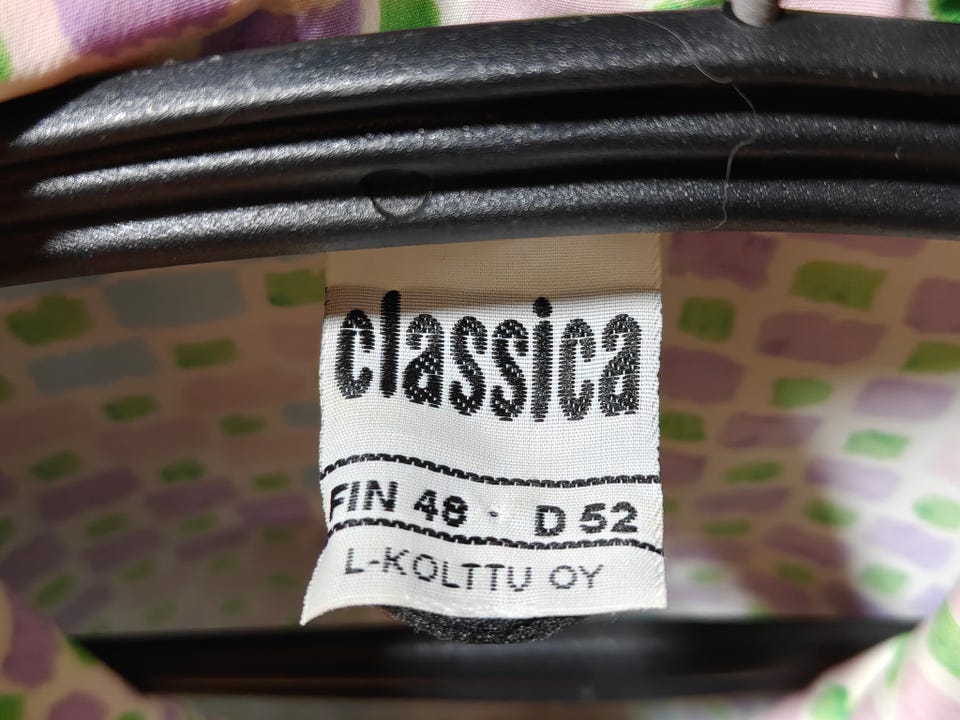 classica
FIN 48 · D 52
L-KOLTTU OY